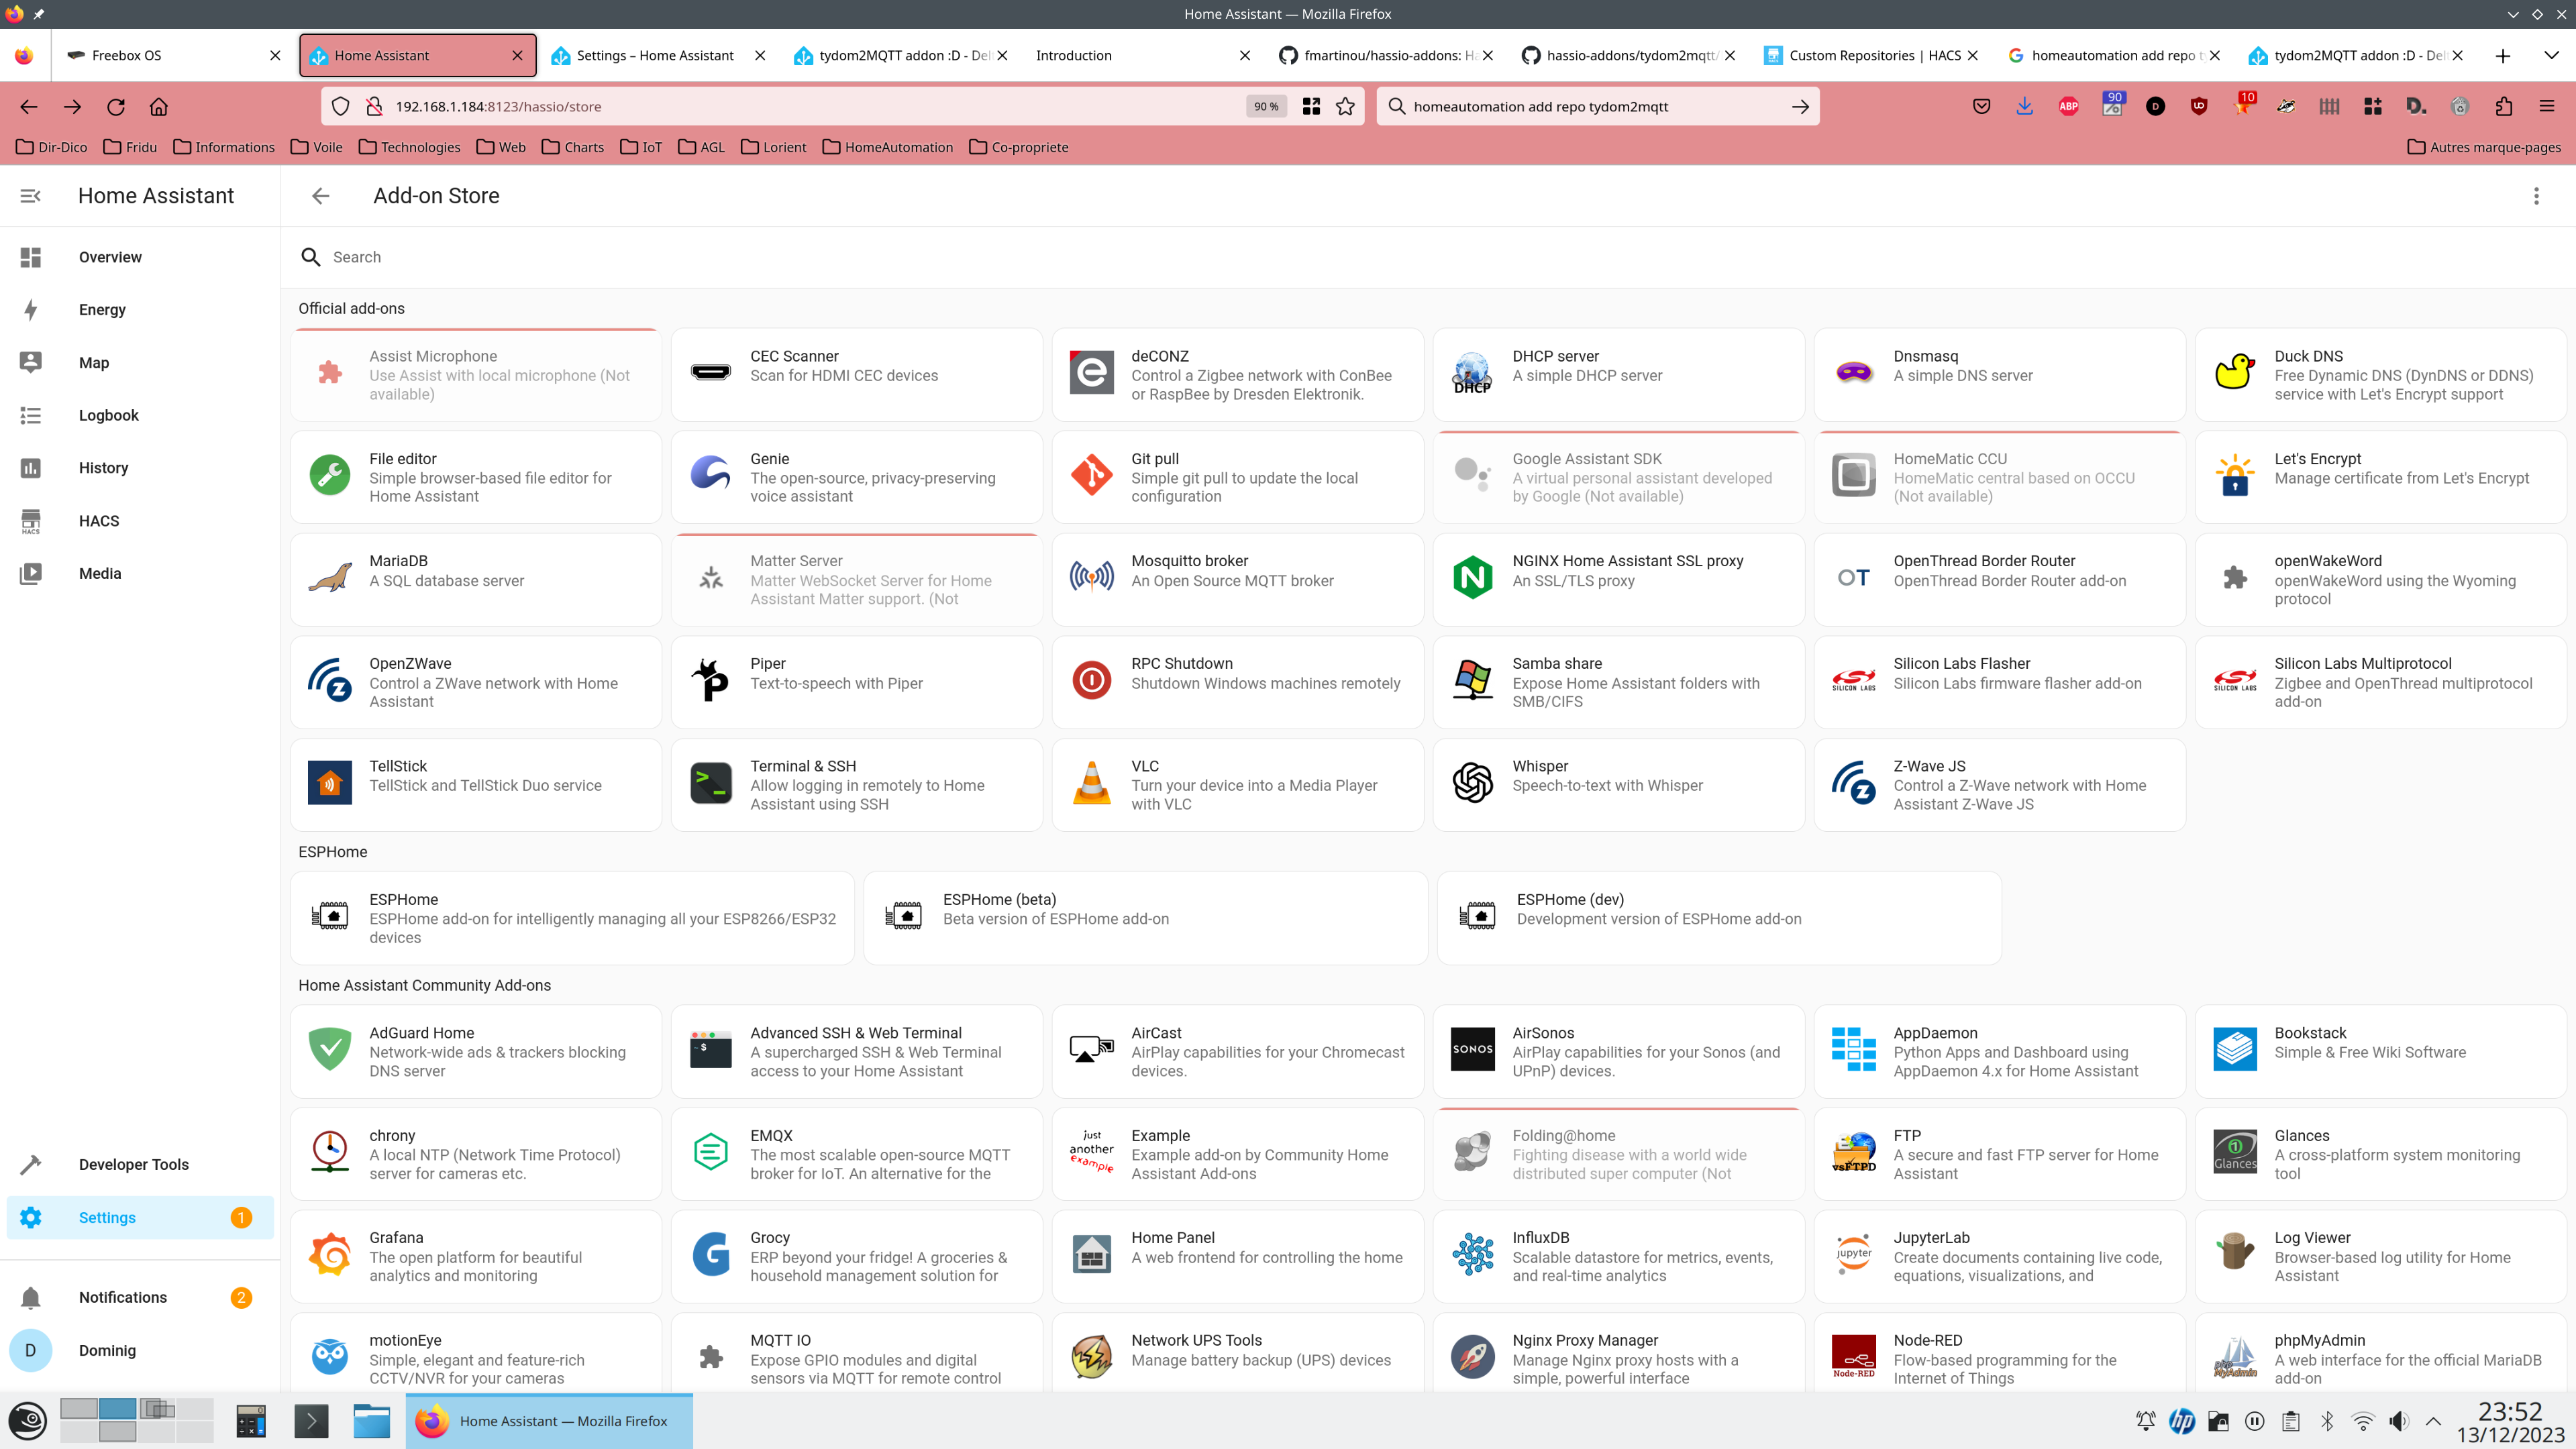 Home Assistant — Mozilla Firefox
Freebox OS
Home Assistant
Settings – Home Assistant
tydom2MQTT addon :D - Del
Introduction
fmartinou/hassio-addons: Ha
hassio-addons/tydom2mqtt/
Custom Repositories | HACS
homeautomation add repo t
tydom2MQTT addon :D - Del
192.168.1.184:8123/hassio/store
90 %
homeautomation add repo tydom2mqtt
ABP
90
D
10
D.
Dir-Dico
Fridu
Informations
Voile
Technologies
Web
Charts
IoT
AGL
Lorient
HomeAutomation
Co-propriete
Autres marque-pages
Home Assistant
Add-on Store
Search
Overview
Energy
Map
Logbook
History
HACS
HACS
Media
Developer Tools
Settings
1
Notifications
2
D
Dominig
Official add-ons
Assist Microphone
Use Assist with local microphone (Not
available)
CEC Scanner
Scan for HDMI CEC devices
deCONZ
Control a Zigbee network with ConBee
or RaspBee by Dresden Elektronik.
DHCP
DHCP server
A simple DHCP server
Dnsmasq
A simple DNS server
Duck DNS
Free Dynamic DNS (DynDNS or DDNS)
service with Let's Encrypt support
File editor
Simple browser-based file editor for
Home Assistant
Genie
The open-source, privacy-preserving
voice assistant
Git pull
Simple git pull to update the local
configuration
Google Assistant SDK
A virtual personal assistant developed
by Google (Not available)
HomeMatic CCU
HomeMatic central based on OCCU
(Not available)
Let's Encrypt
Manage certificate from Let's Encrypt
MariaDB
A SQL database server
Matter Server
Matter WebSocket Server for Home
Assistant Matter support. (Not
Mosquitto broker
An Open Source MQTT broker
N
NGINX Home Assistant SSL proxy
An SSL/TLS proxy
OT
OpenThread Border Router
OpenThread Border Router add-on
openWakeWord
openWakeWord using the Wyoming
protocol
OpenZWave
Control a ZWave network with Home
Assistant
Piper
Text-to-speech with Piper
RPC Shutdown
Shutdown Windows machines remotely
Samba share
Expose Home Assistant folders with
SMB/CIFS
SILICON LABS
Silicon Labs Flasher
Silicon Labs firmware flasher add-on
SILICON LABS
Silicon Labs Multiprotocol
Zigbee and OpenThread multiprotocol
add-on
TellStick
TellStick and TellStick Duo service
Terminal & SSH
Allow logging in remotely to Home
Assistant using SSH
VLC
Turn your device into a Media Player
with VLC
Whisper
Speech-to-text with Whisper
Z-Wave JS
Control a Z-Wave network with Home
Assistant Z-Wave JS
ESPHome
ESPHome
ESPHome add-on for intelligently managing all your ESP8266/ESP32
devices
ESPHome (beta)
Beta version of ESPHome add-on
ESPHome (dev)
Development version of ESPHome add-on
Home Assistant Community Add-ons
AdGuard Home
Network-wide ads & trackers blocking
DNS server
Advanced SSH & Web Terminal
A supercharged SSH & Web Terminal
access to your Home Assistant
AirCast
AirPlay capabilities for your Chromecast
devices.
SONOS
AirSonos
AirPlay capabilities for your Sonos (and
UPnP) devices.
AppDaemon
Python Apps and Dashboard using
AppDaemon 4.x for Home Assistant
Bookstack
Simple & Free Wiki Software
chrony
A local NTP (Network Time Protocol)
server for cameras etc.
EMQX
The most scalable open-source MQTT
broker for IoT. An alternative for the
just
another
example
Example
Example add-on by Community Home
Assistant Add-ons
Folding@home
Fighting disease with a world wide
distributed super computer (Not
vsFTPD
FTP
A secure and fast FTP server for Home
Assistant
Glances
Glances
A cross-platform system monitoring
tool
Grafana
The open platform for beautiful
analytics and monitoring
Grocy
ERP beyond your fridge! A groceries &
household management solution for
Home Panel
A web frontend for controlling the home
InfluxDB
Scalable datastore for metrics, events,
and real-time analytics
jupyter
JupyterLab
Create documents containing live code,
equations, visualizations, and
Log Viewer
Browser-based log utility for Home
Assistant
motionEye
Simple, elegant and feature-rich
CCTV/NVR for your cameras
MQTT IO
Expose GPIO modules and digital
sensors via MQTT for remote control
Network UPS Tools
Manage battery backup (UPS) devices
Nginx Proxy Manager
Manage Nginx proxy hosts with a
simple, powerful interface
Node-RED
Node-RED
Flow-based programming for the
Internet of Things
phpMyAdmin
A web interface for the official MariaDB
add-on
Home Assistant — Mozilla Firefox
hp
23:52
13/12/2023